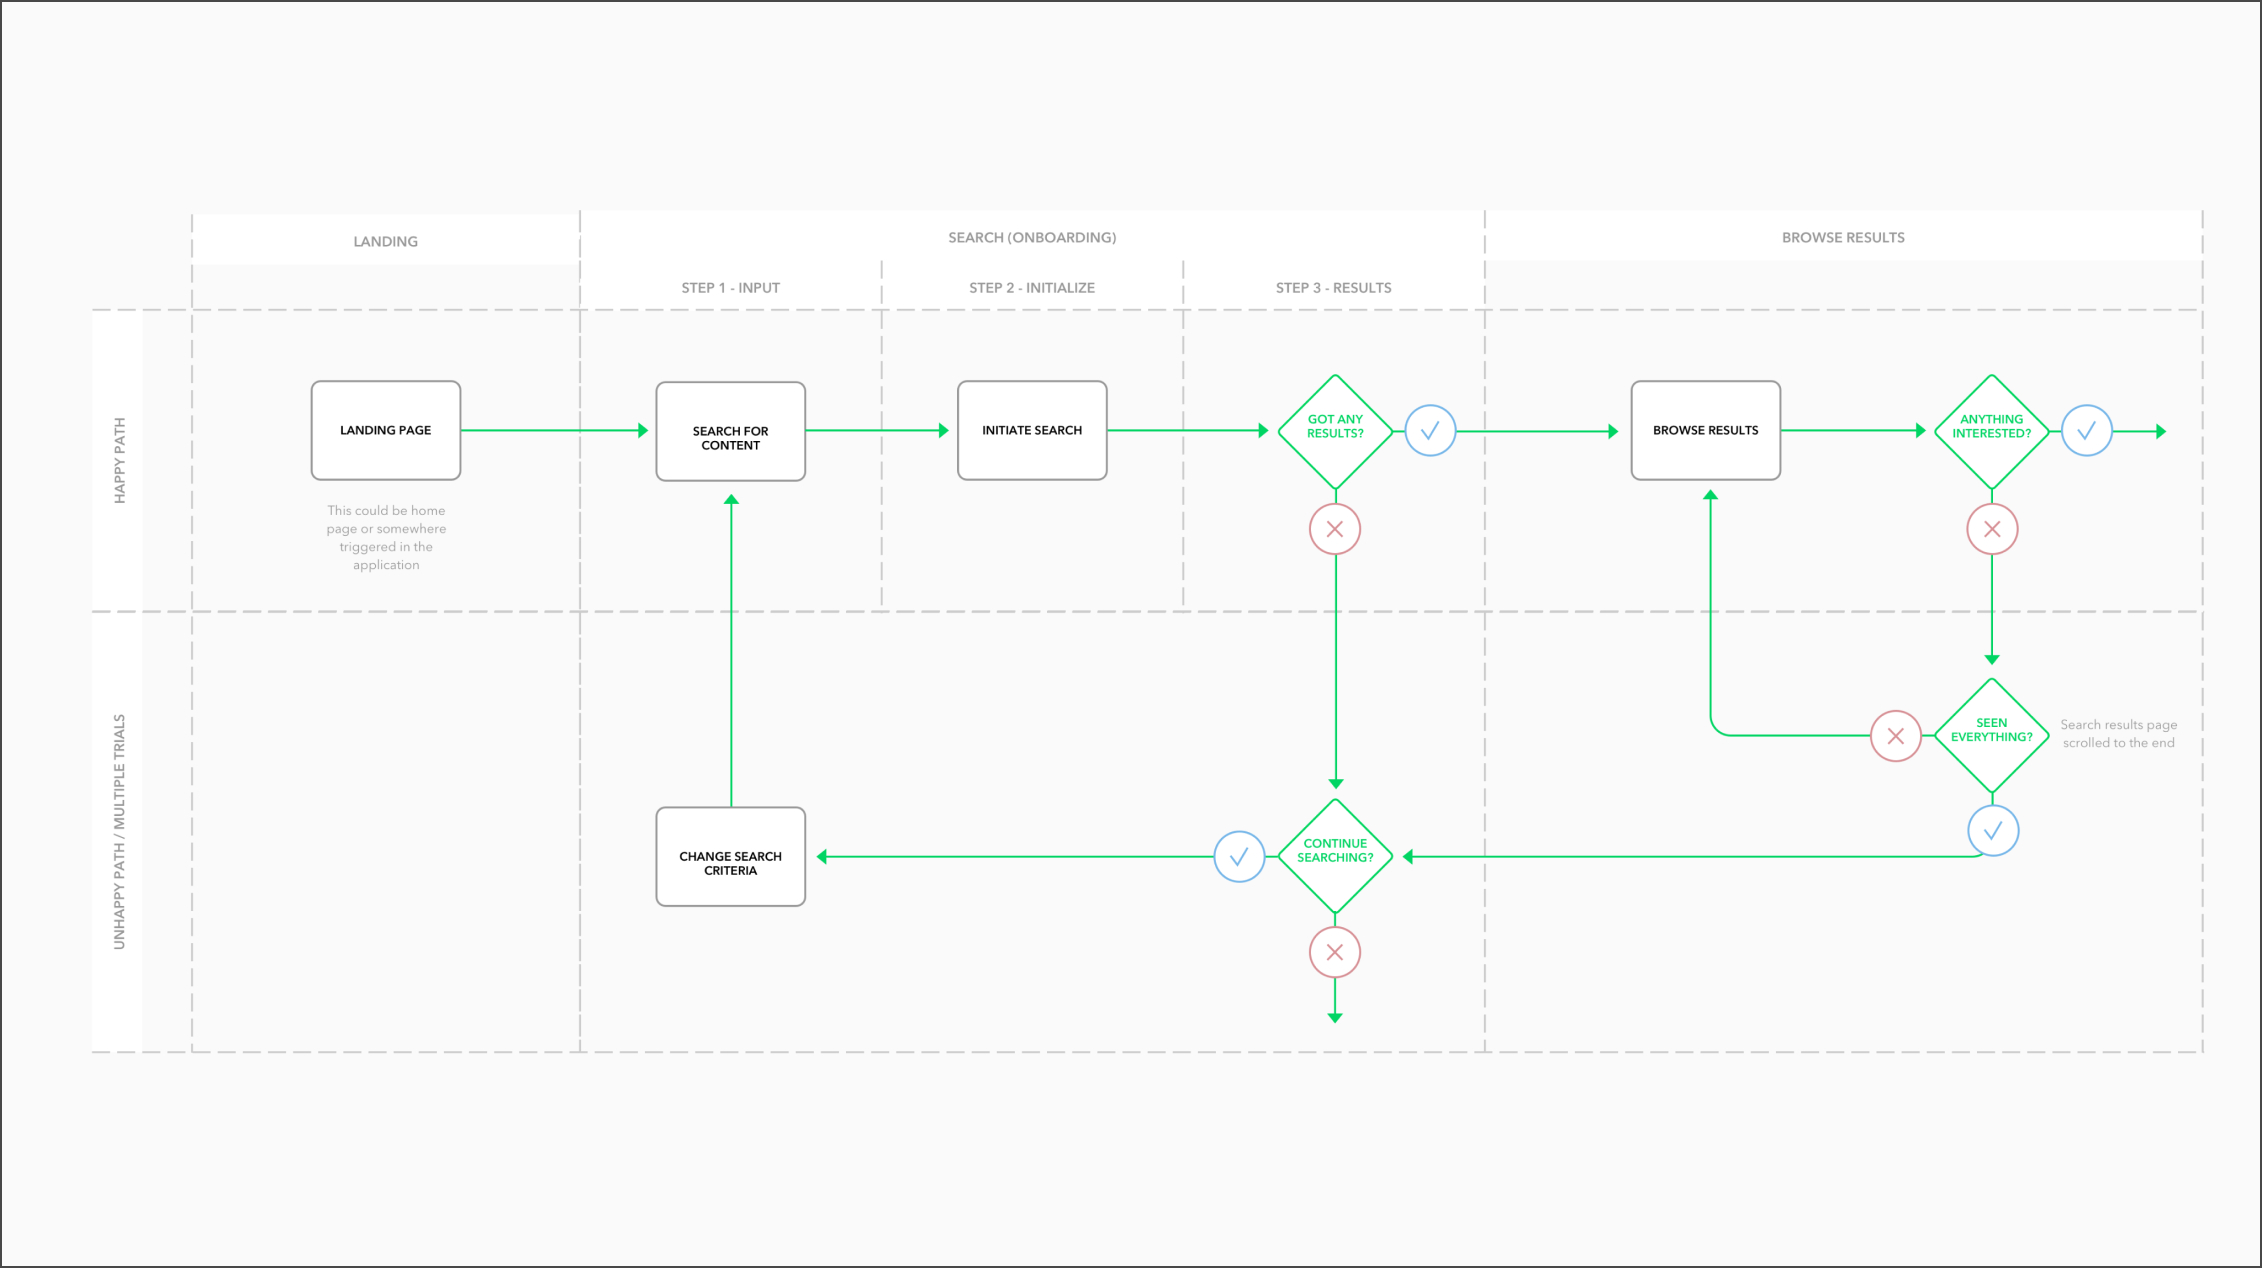 LANDING
SEARCH (ONBOARDING)
BROWSE RESULTS
STEP 1 - INPUT
STEP 2 - INITIALIZE
STEP 3 - RESULTS
HAPPY PATH
LANDING PAGE
This could be home
page or somewhere
triggered in the
application
SEARCH FOR
CONTENT
INITIATE SEARCH
GOT ANY
RESULTS?
BROWSE RESULTS
ANYTHING
INTERESTED?
UNHAPPY PATH / MULTIPLE TRIALS
CHANGE SEARCH
CRITERIA
CONTINUE
SEARCHING?
SEEN
EVERYTHING?
Search results page
scrolled to the end